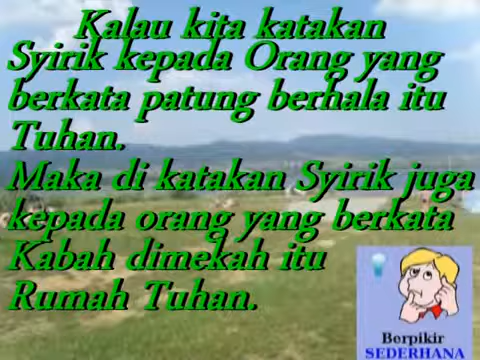 Kalau kita katakan
Syirik kepada Orang yang
berkata patung berhala itu
Tuhan.
Maka di katakan Syirik juga
kepada orang yang berkata
Kabah dimekah itu
Rumah Tuhan.
Berpikir
SEDERHANA